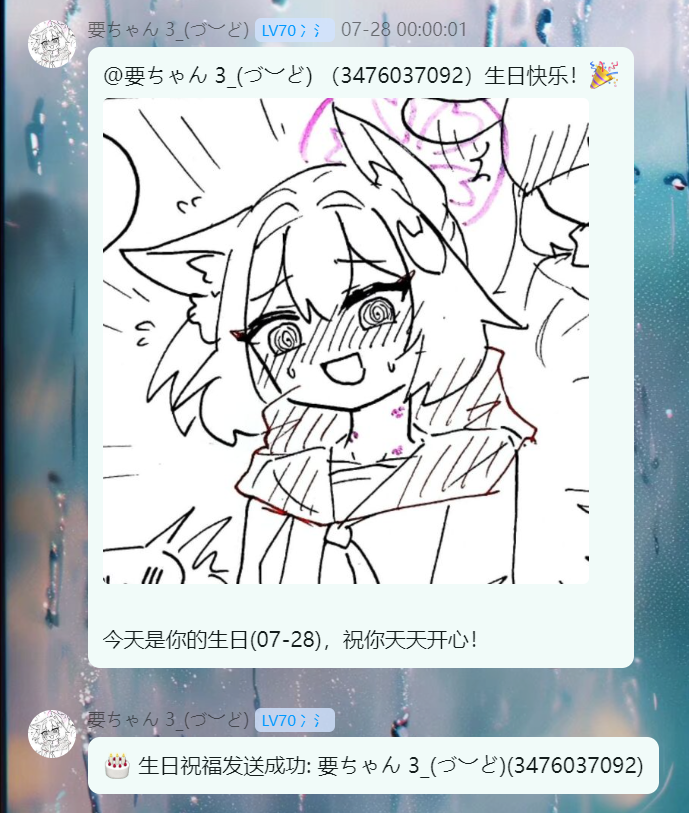 要ちゃん 3_(づ︶ど) LV70 07-28 00:00:01
@要ちゃん 3_(づ︶ど) （3476037092）生日快乐！🎉
今天是你的生日(07-28)，祝你天天开心！
要ちゃん 3_(づ︶ど) LV70
🎂 生日祝福发送成功: 要ちゃん 3_(づ︶ど)(3476037092)